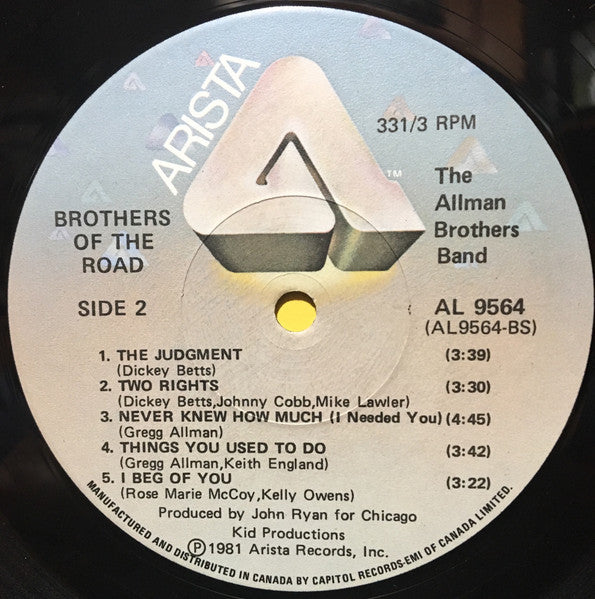 ARISTA
TM
33 1/3 RPM
BROTHERS
OF THE
ROAD
SIDE 2
The
Allman
Brothers
Band
AL 9564
(AL9564-BS)
1. THE JUDGMENT (3:39)
(Dickey Betts)
2. TWO RIGHTS (3:30)
(Dickey Betts,Johnny Cobb,Mike Lawler)
3. NEVER KNEW HOW MUCH (I Needed You) (4:45)
(Gregg Allman)
4. THINGS YOU USED TO DO (3:42)
(Gregg Allman,Keith England)
5. I BEG OF YOU (3:22)
(Rose Marie McCoy,Kelly Owens)
Produced by John Ryan for Chicago
Kid Productions
Ⓟ1981 Arista Records, Inc.
MANUFACTURED AND DISTRIBUTED IN CANADA BY CAPITOL RECORDS-EMI OF CANADA LIMITED.